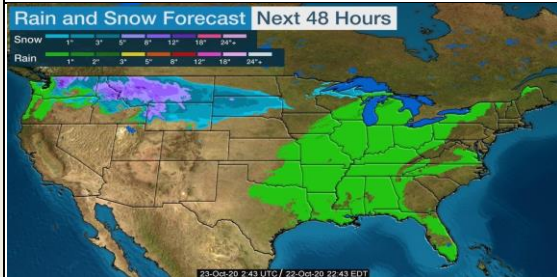 Rain and Snow Forecast Next 48 Hours
Snow 1" 3" 5" 8" 12" 18" 24"+
Rain 1" 2" 3" 5" 8" 12" 16" 24"+
23-Oct-20 2:43 UTC / 22-Oct-20 22:43 EDT